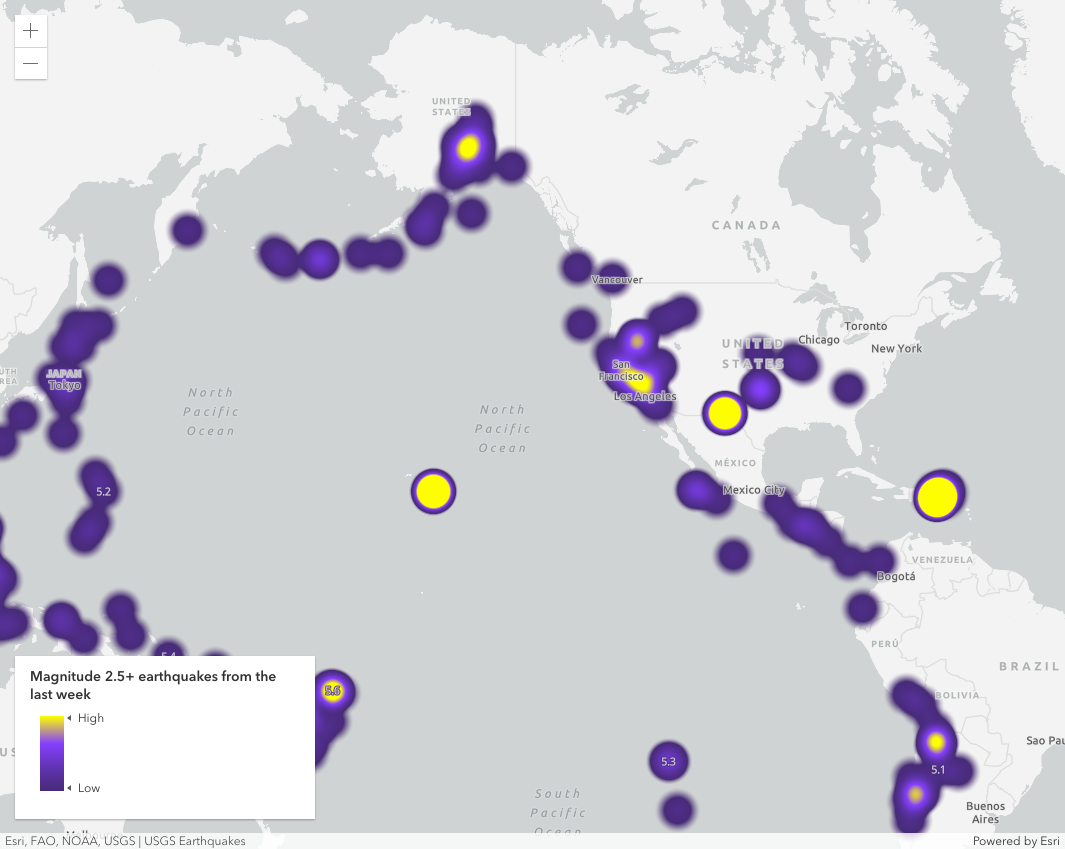 +
−
UNITED
STATES
CANADA
Vancouver
Toronto
Chicago
New York
UNITED
STATES
San
Francisco
Los Angeles
JAPAN
Tokyo
North
Pacific
Ocean
North
Pacific
Ocean
MÉXICO
Mexico City
5.2
VENEZUELA
Bogotá
PERÚ
BRAZIL
BOLIVIA
5.4
5.6
Magnitude 2.5+ earthquakes from the
last week
High
Low
5.3
5.1
Sao Pau
South
Pacific
Ocean
Buenos
Aires
Esri, FAO, NOAA, USGS | USGS Earthquakes
Powered by Esri